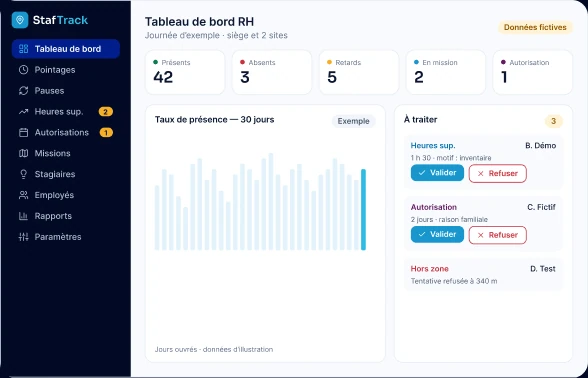 StafTrack
Tableau de bord
Pointages
Pauses
Heures sup. 2
Autorisations 1
Missions
Stagiaires
Employés
Rapports
Paramètres
Tableau de bord RH
Journée d'exemple · siège et 2 sites
Données fictives
Présents
42
Absents
3
Retards
5
En mission
2
Autorisation
1
Taux de présence — 30 jours
Exemple
Jours ouvrés · données d'illustration
À traiter
3
Heures sup. B. Démo
1 h 30 · motif : inventaire
Valider Refuser
Autorisation C. Fictif
2 jours · raison familiale
Valider Refuser
Hors zone D. Test
Tentative refusée à 340 m